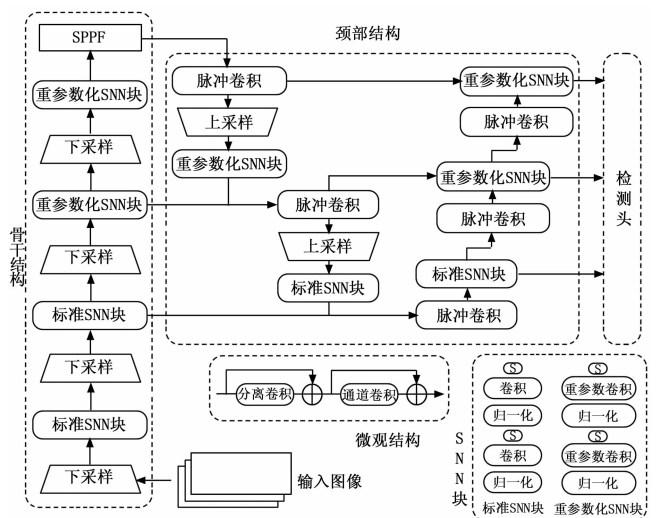 颈部结构
SPPF
脉冲卷积
重参数化SNN块
重参数化SNN块
上采样
脉冲卷积
下采样
重参数化SNN块
重参数化SNN块
重参数化SNN块
脉冲卷积
检测头
骨干结构
下采样
上采样
脉冲卷积
标准SNN块
标准SNN块
标准SNN块
脉冲卷积
下采样
标准SNN块
下采样
输入图像
分离卷积
通道卷积
微观结构
SNN块
S
S
卷积
重参数卷积
归一化
归一化
S
S
卷积
重参数卷积
归一化
归一化
标准SNN块
重参数化SNN块